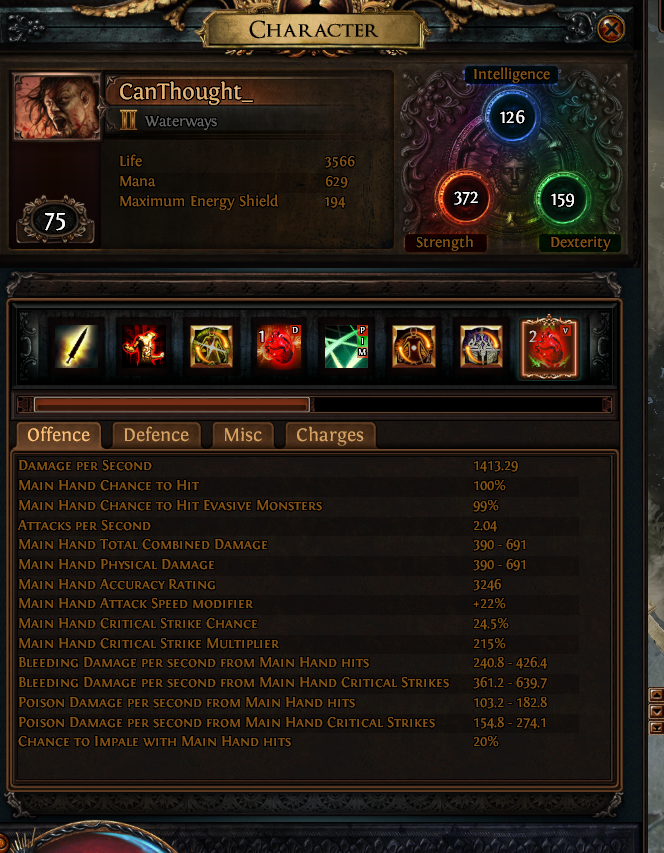 Character
CanThought_
II Waterways
Life 3566
Mana 629
Maximum Energy Shield 194
75
Intelligence
126
372
159
Strength
Dexterity
1 D
P
I
M
2 V
Offence Defence Misc Charges
Damage per Second 1413.29
Main Hand Chance to Hit 100%
Main Hand Chance to Hit Evasive Monsters 99%
Attacks per Second 2.04
Main Hand Total Combined Damage 390 - 691
Main Hand Physical Damage 390 - 691
Main Hand Accuracy Rating 3246
Main Hand Attack Speed modifier +22%
Main Hand Critical Strike Chance 24.5%
Main Hand Critical Strike Multiplier 215%
Bleeding Damage per second from Main Hand hits 240.8 - 426.4
Bleeding Damage per second from Main Hand Critical Strikes 361.2 - 639.7
Poison Damage per second from Main Hand hits 103.2 - 182.8
Poison Damage per second from Main Hand Critical Strikes 154.8 - 274.1
Chance to Impale with Main Hand hits 20%